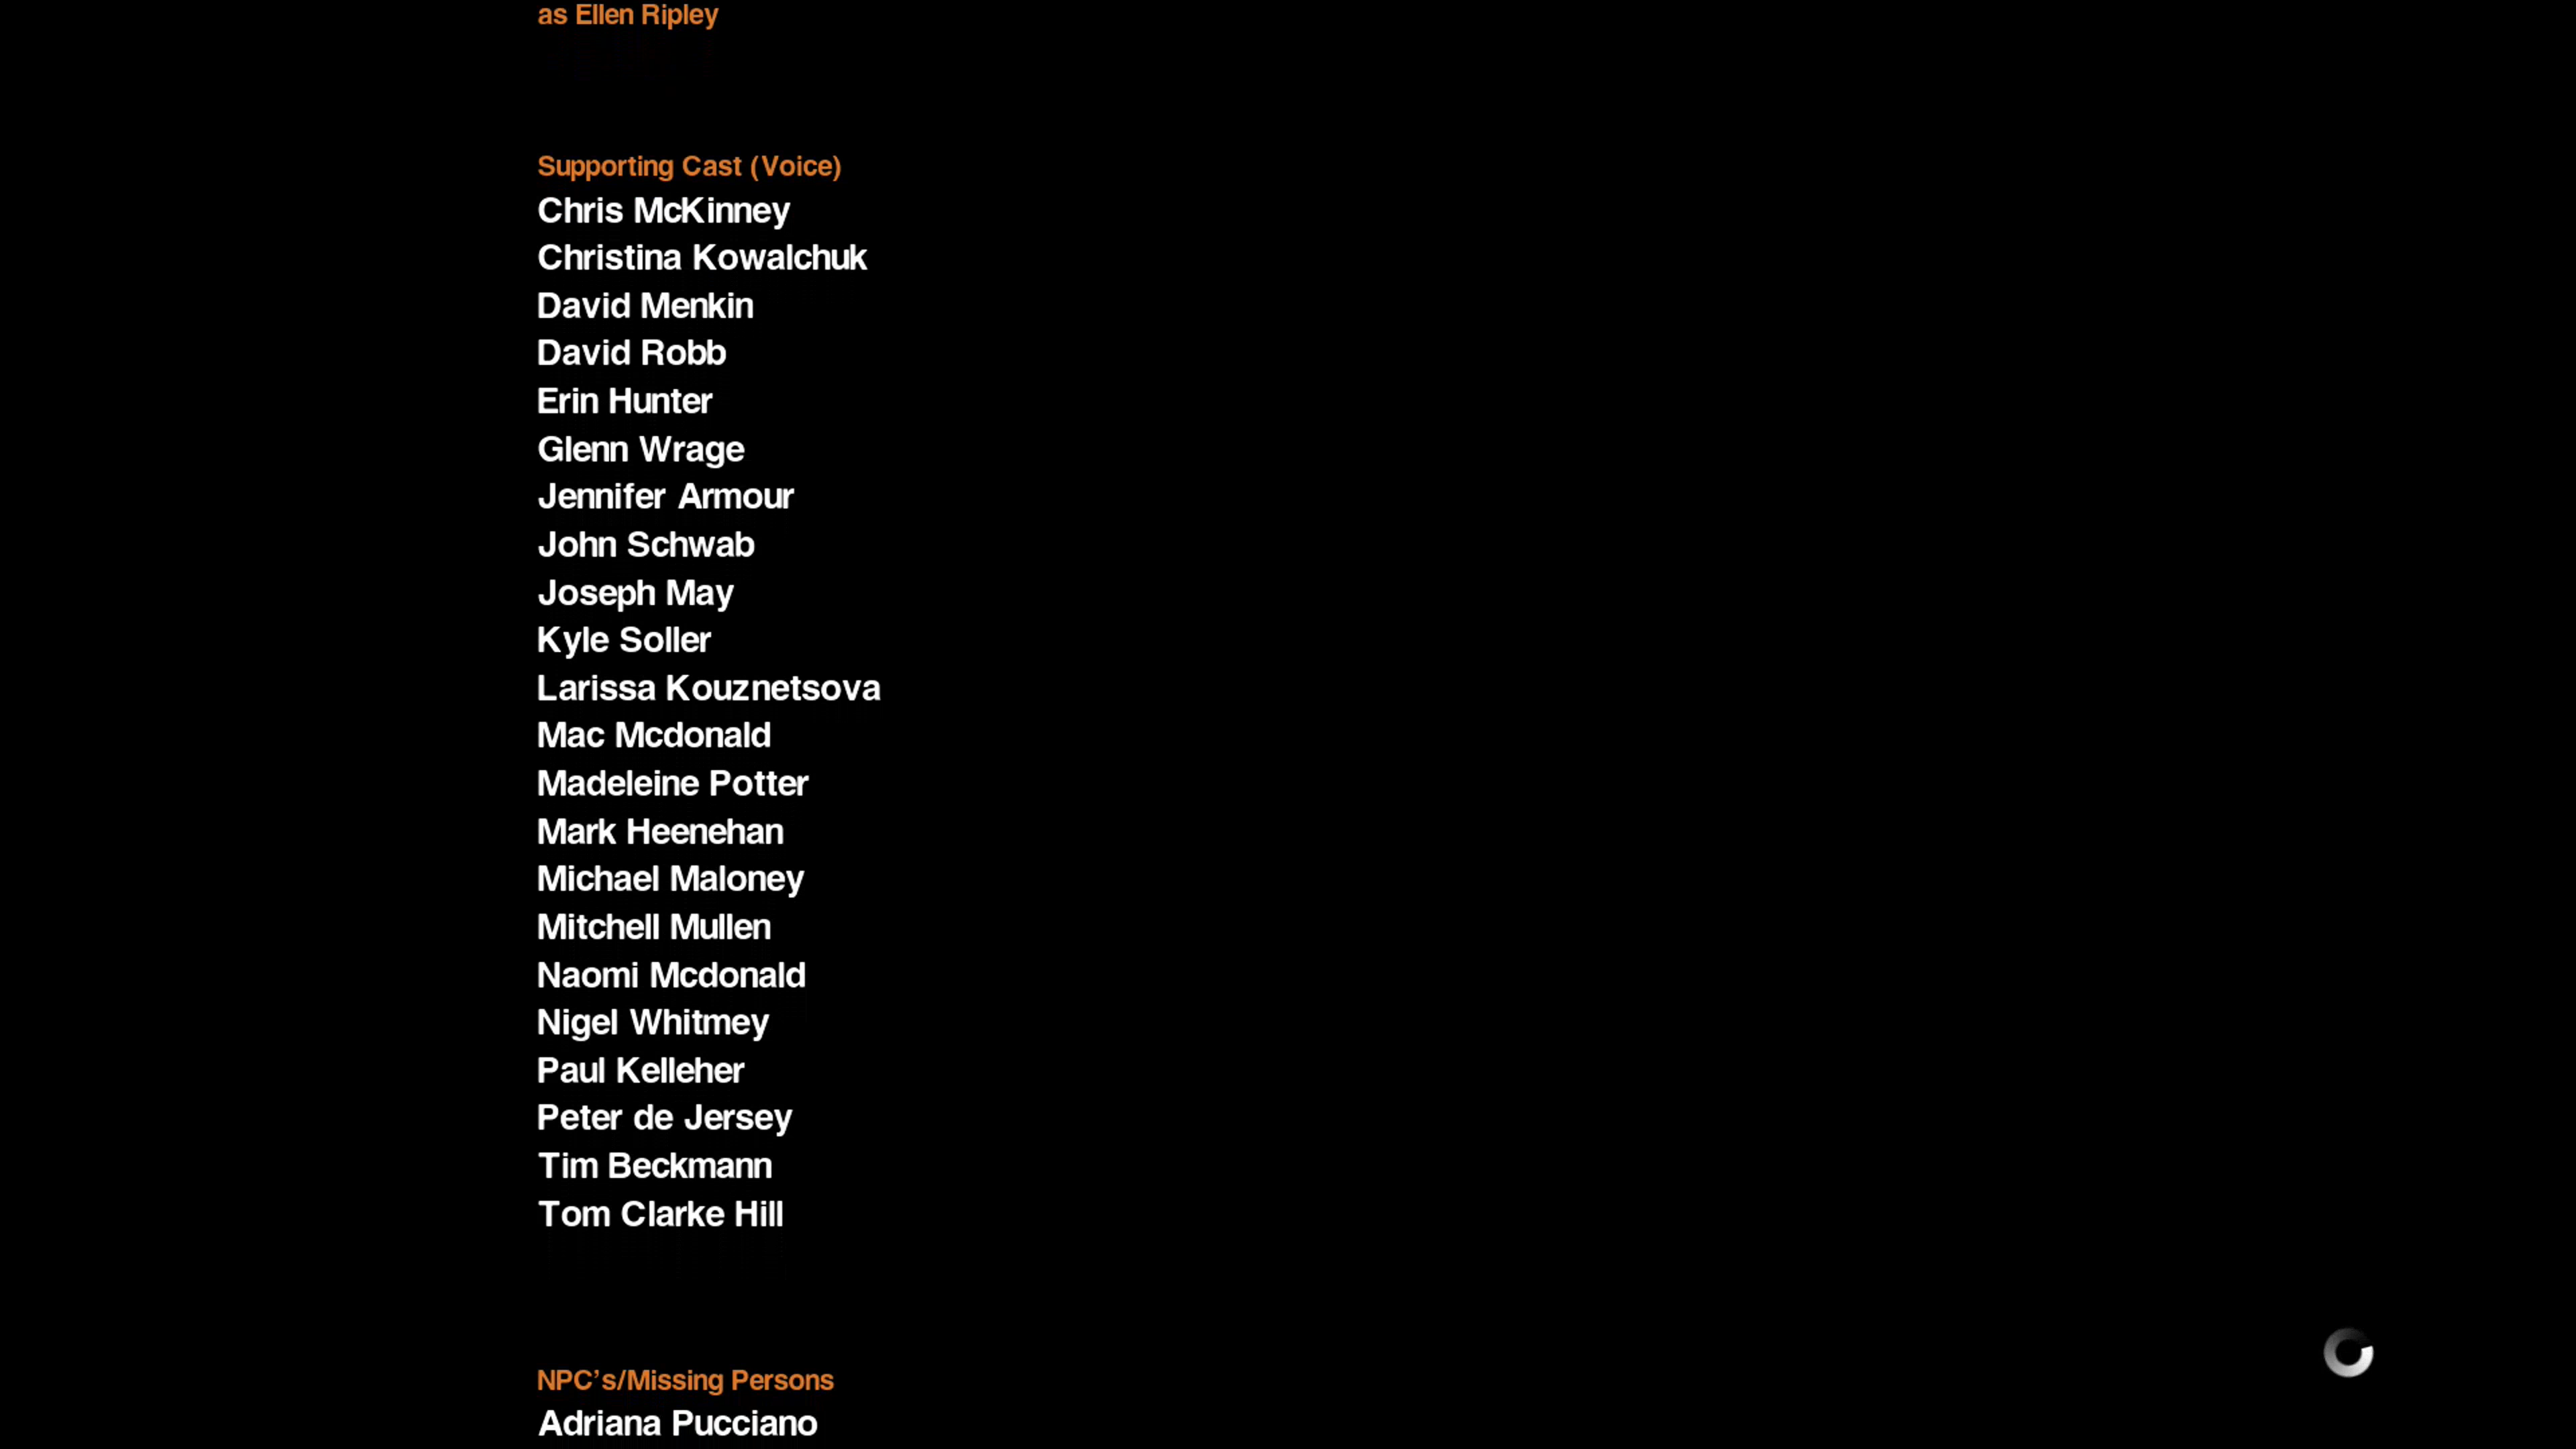 as Ellen Ripley
Supporting Cast (Voice)
Chris McKinney
Christina Kowalchuk
David Menkin
David Robb
Erin Hunter
Glenn Wrage
Jennifer Armour
John Schwab
Joseph May
Kyle Soller
Larissa Kouznetsova
Mac Mcdonald
Madeleine Potter
Mark Heenehan
Michael Maloney
Mitchell Mullen
Naomi Mcdonald
Nigel Whitmey
Paul Kelleher
Peter de Jersey
Tim Beckmann
Tom Clarke Hill
NPC’s/Missing Persons
Adriana Pucciano